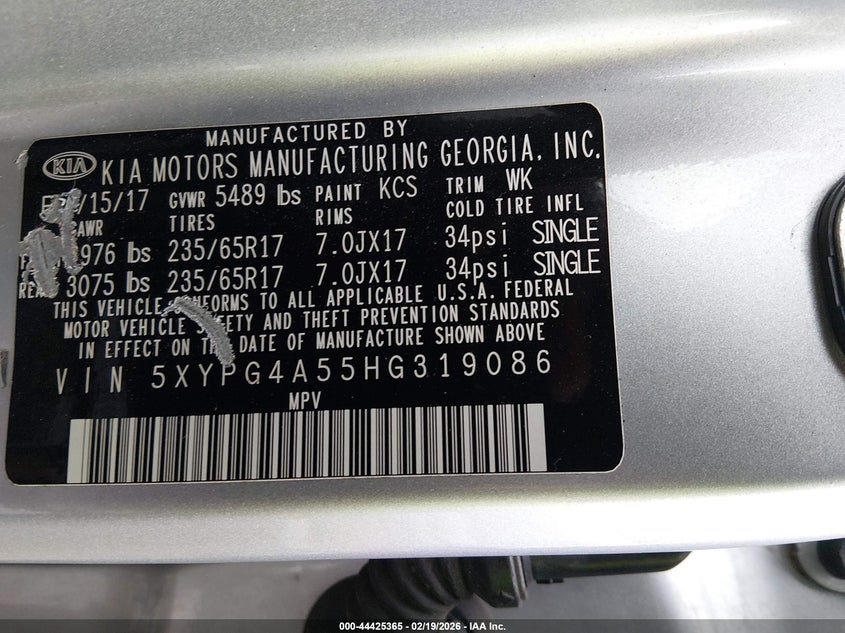 MANUFACTURED BY
KIA KIA MOTORS MANUFACTURING GEORGIA, INC.
/15/17 GVWR 5489 lbs PAINT KCS TRIM WK
GAWR TIRES RIMS COLD TIRE INFL
976 lbs 235/65R17 7.0JX17 34psi SINGLE
3075 lbs 235/65R17 7.0JX17 34psi SINGLE
THIS VEHICLE CONFORMS TO ALL APPLICABLE U.S.A. FEDERAL
MOTOR VEHICLE SAFETY AND THEFT PREVENTION STANDARDS
IN EFFECT ON THE DATE OF MANUFACTURE SHOWN ABOVE
VIN 5XYPG4A55HG319086
MPV
000-44425365 - 02/19/2026 - IAA Inc.